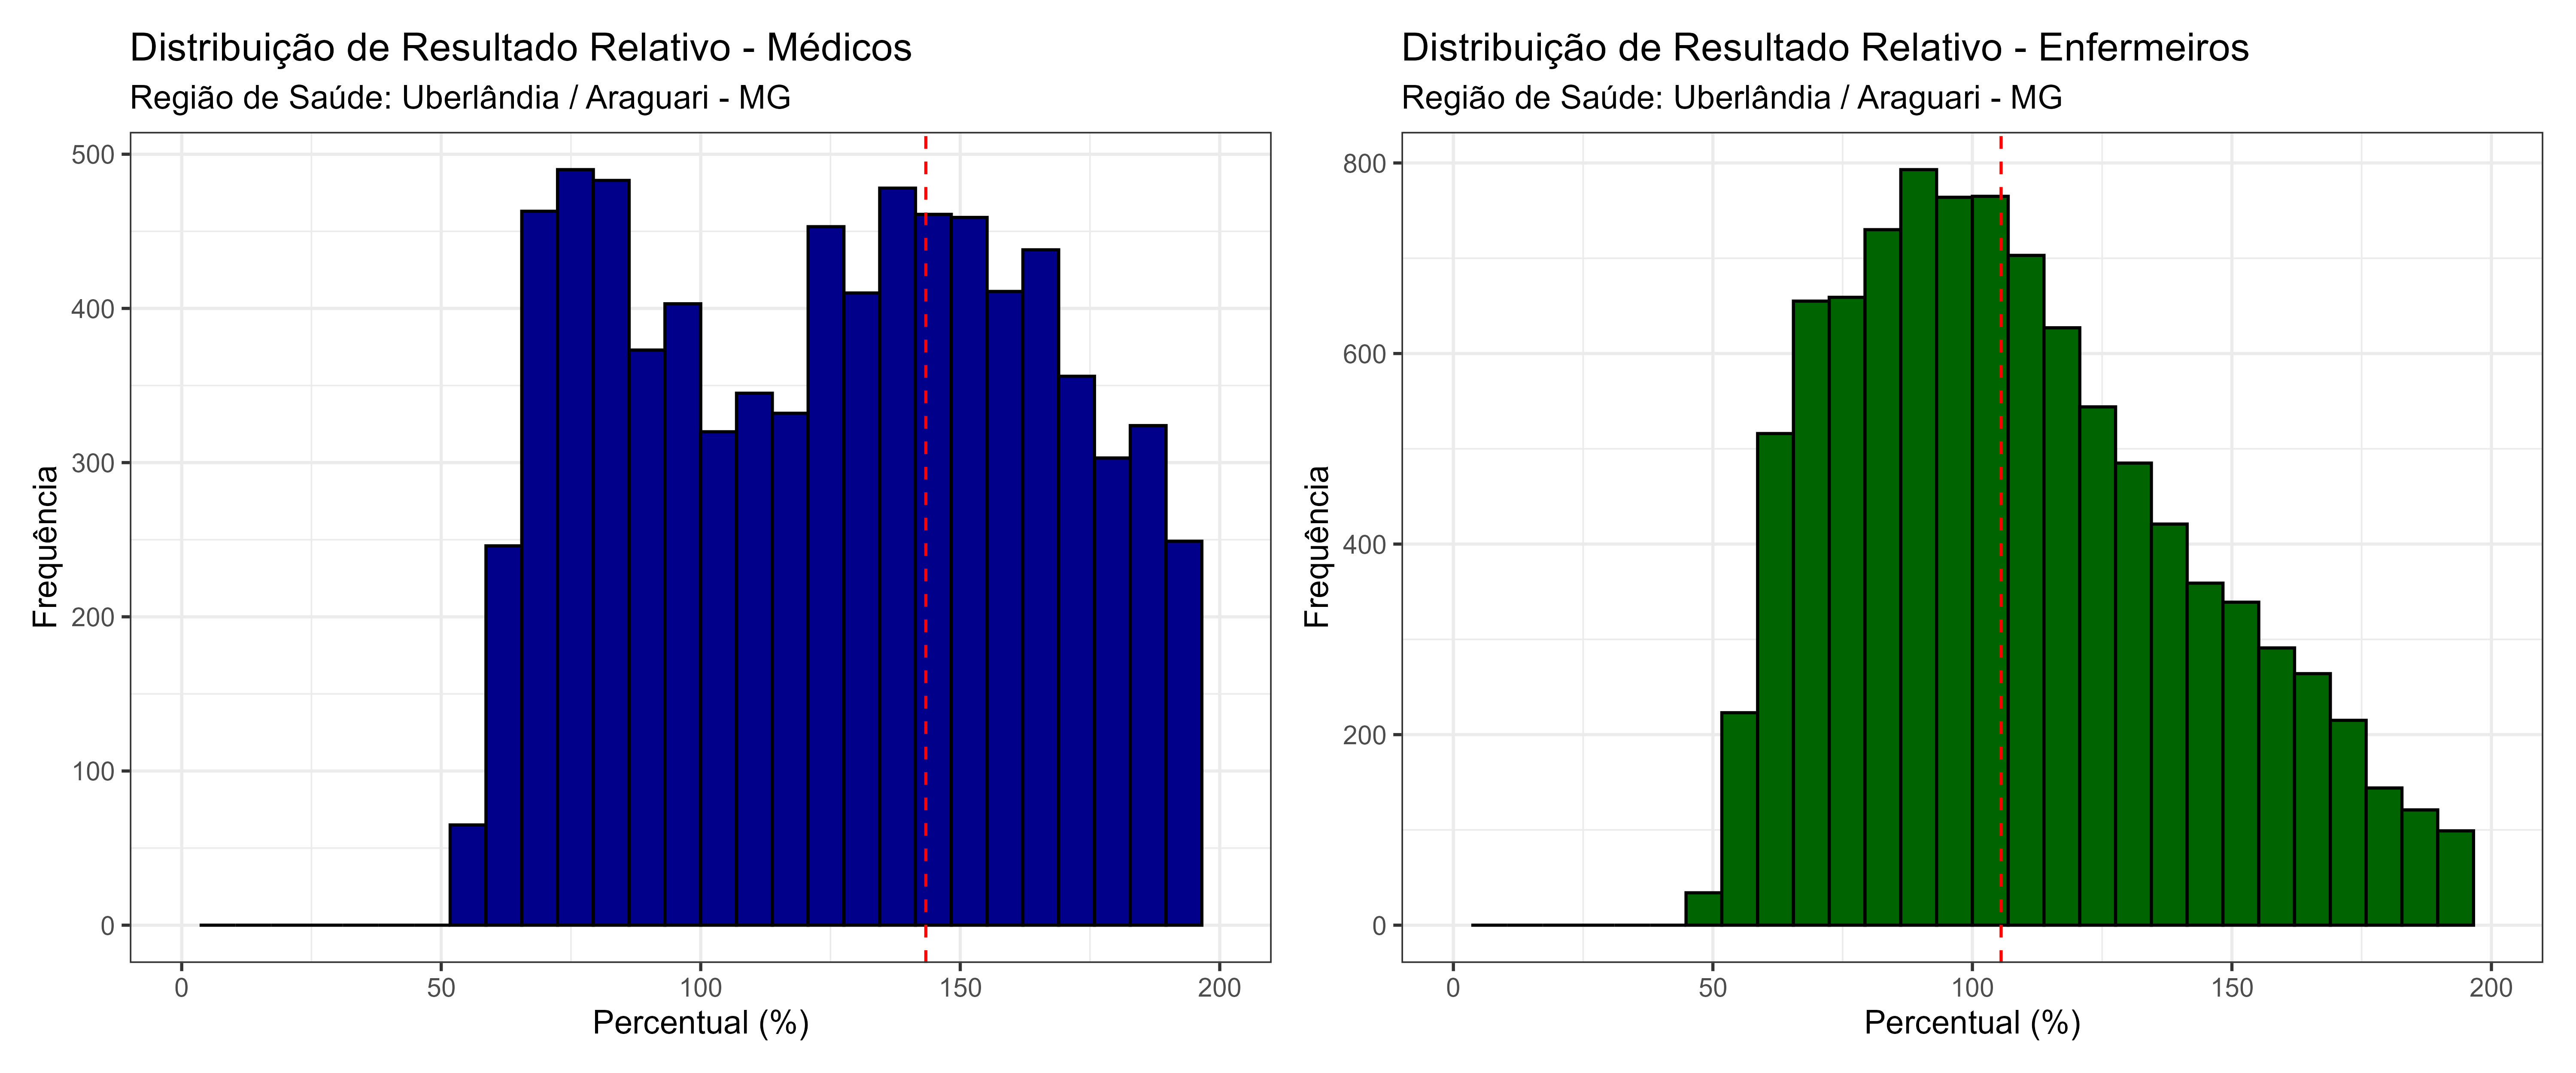 Distribuição de Resultado Relativo - Médicos
Região de Saúde: Uberlândia / Araguari - MG
500
400
300
200
100
0
Frequência
0 50 100 150 200
Percentual (%)
Distribuição de Resultado Relativo - Enfermeiros
Região de Saúde: Uberlândia / Araguari - MG
800
600
400
200
0
Frequência
0 50 100 150 200
Percentual (%)